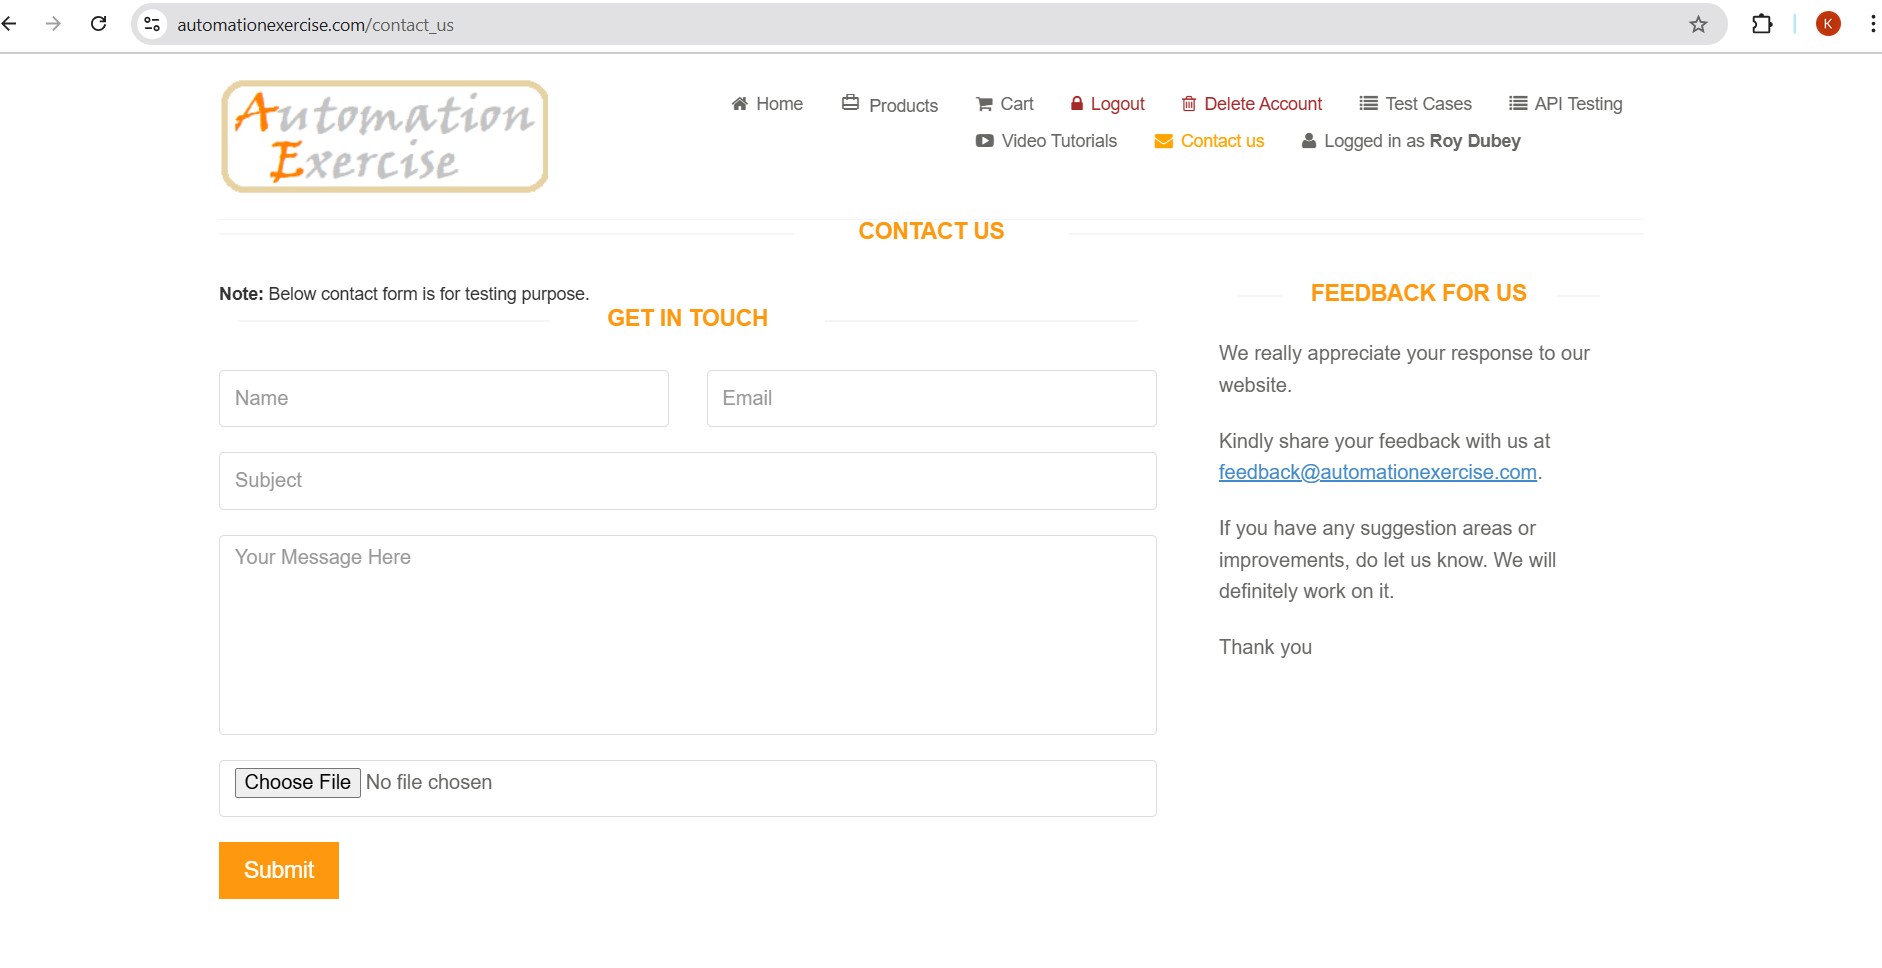 automationexercise.com/contact_us
K
Automation
Exercise
Home Products Cart Logout Delete Account Test Cases API Testing
Video Tutorials Contact us Logged in as Roy Dubey
CONTACT US
Note: Below contact form is for testing purpose.
GET IN TOUCH
Name Email
Subject
Your Message Here
Choose File No file chosen
Submit
FEEDBACK FOR US
We really appreciate your response to our
website.
Kindly share your feedback with us at
feedback@automationexercise.com.
If you have any suggestion areas or
improvements, do let us know. We will
definitely work on it.
Thank you